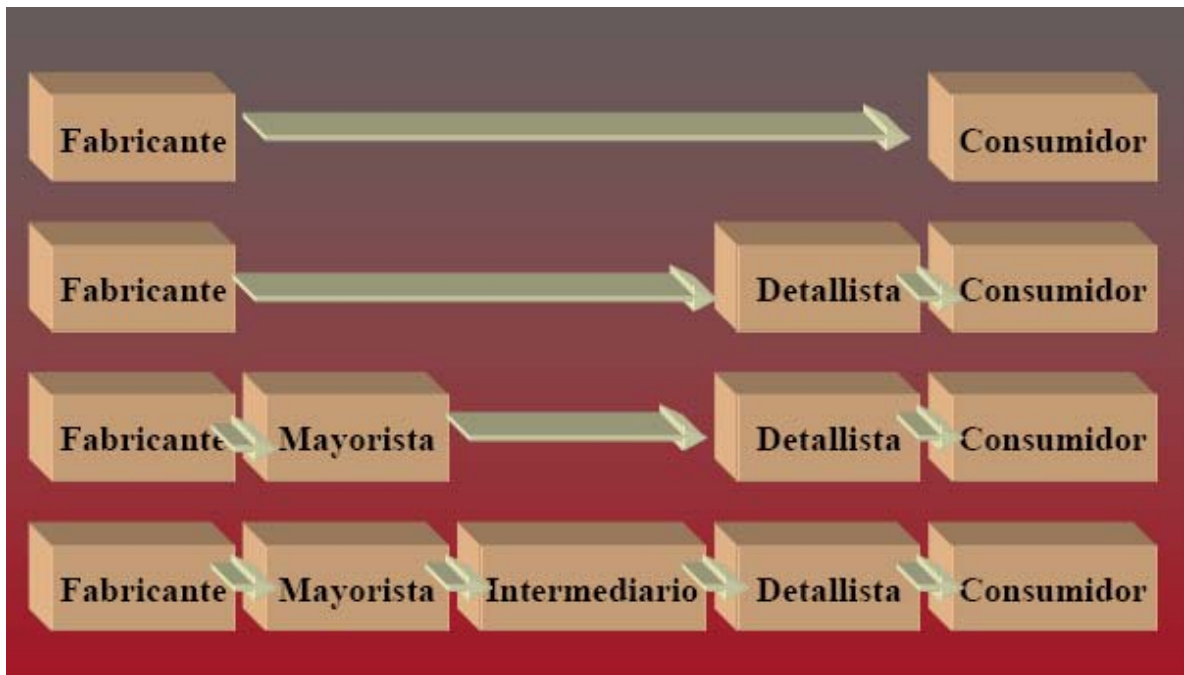 Fabricante Consumidor
Fabricante Detallista Consumidor
Fabricante Mayorista Detallista Consumidor
Fabricante Mayorista Intermediario Detallista Consumidor